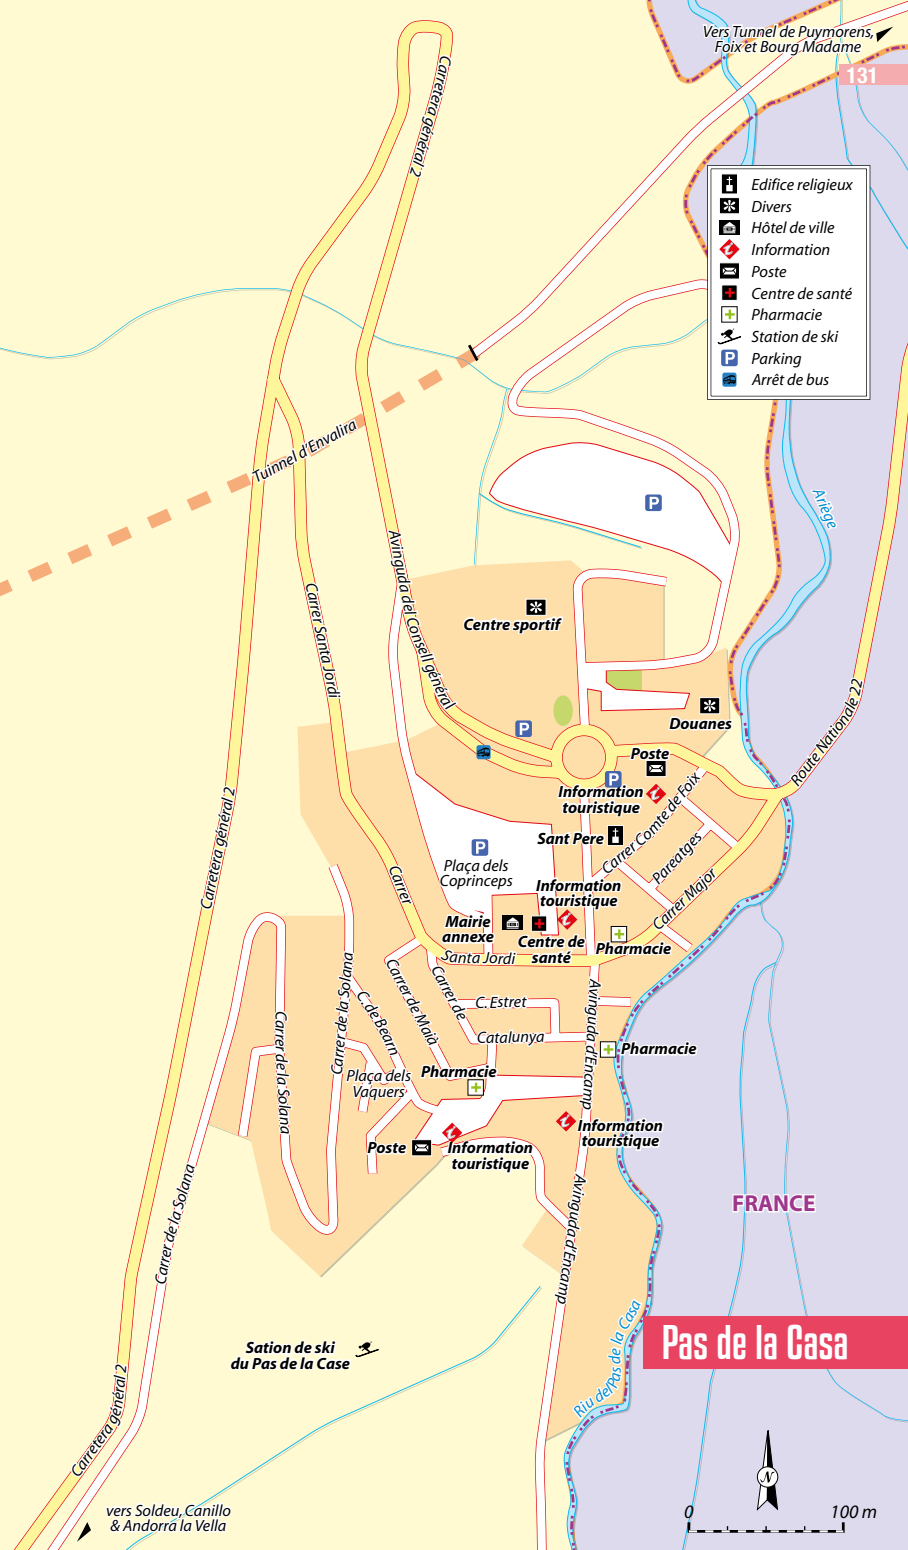 Vers Tunnel de Puymorens,
Foix et Bourg Madame
131
Carretera général 2
Edifice religieux
Divers
Hôtel de ville
Information
Poste
Centre de santé
Pharmacie
Station de ski
P Parking
Arrêt de bus
Tuinnel d'Envalira
P
Ariège
Avinguda del Consell général
Carrer Santa Jordi
Centre sportif
Douanes
P
Poste
Route Nationale 22
P
Information
touristique
Carretera général 2
Sant Pere
Carrer Comte de Foix
Pareatges
P
Plaça dels
Coprinceps
Carrer
Information
touristique
Carrer Major
Mairie
annexe
Centre de
santé
Pharmacie
Santa Jordi
Carrer de la Solana
Carrer de Maià
Carrer de
C. Estret
C. de Bearn
Catalunya
Avinguda d'Encamp
Pharmacie
Carrer de la Solana
Plaça dels
Vaquers
Pharmacie
Information
touristique
Poste
Information
touristique
Carrer de la Solana
Avinguda d'Encamp
FRANCE
Riu del Pas de la Casa
Pas de la Casa
Sation de ski
du Pas de la Case
Carretera général 2
N
vers Soldeu, Canillo
& Andorra la Vella
0 100 m